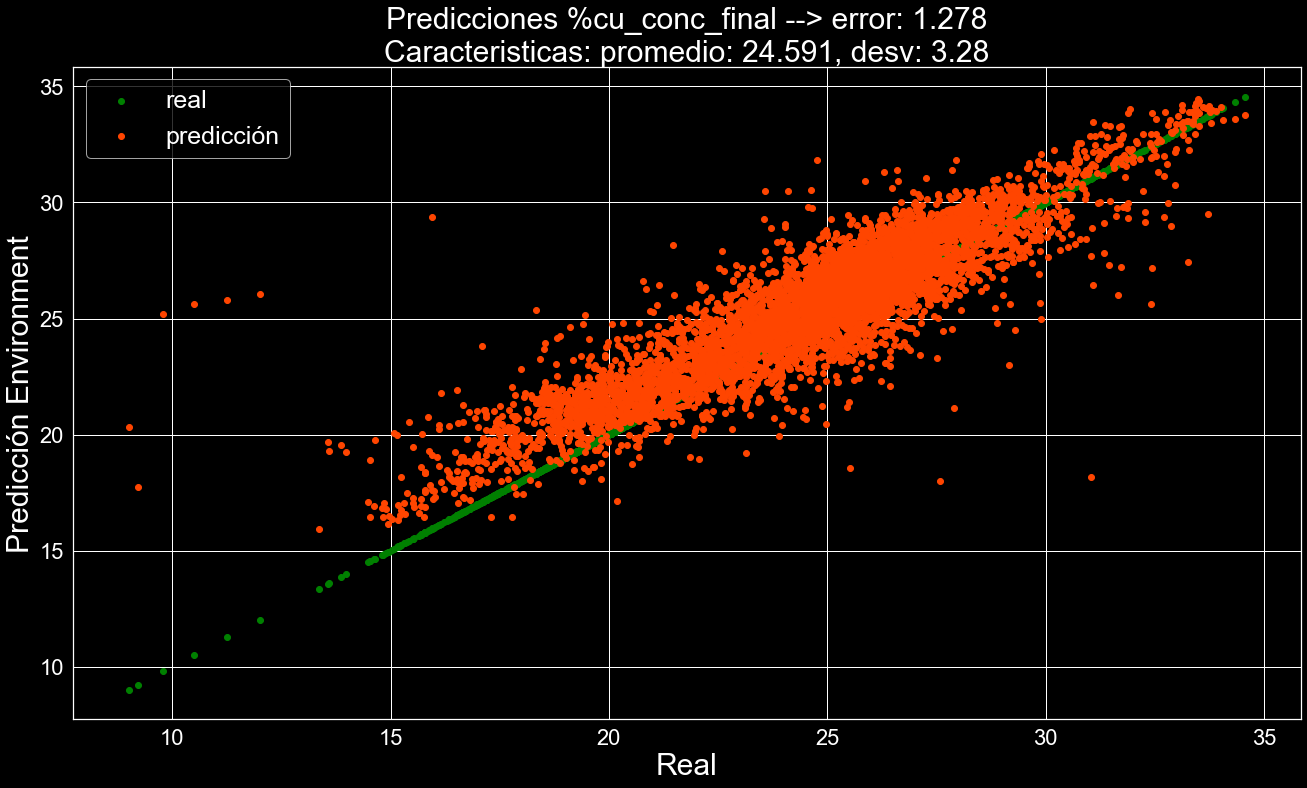 Predicciones %cu_conc_final --> error: 1.278
Caracteristicas: promedio: 24.591, desv: 3.28
real
predicción
Predicción Environment
35
30
25
20
15
10
10
15
20
25
30
35
Real